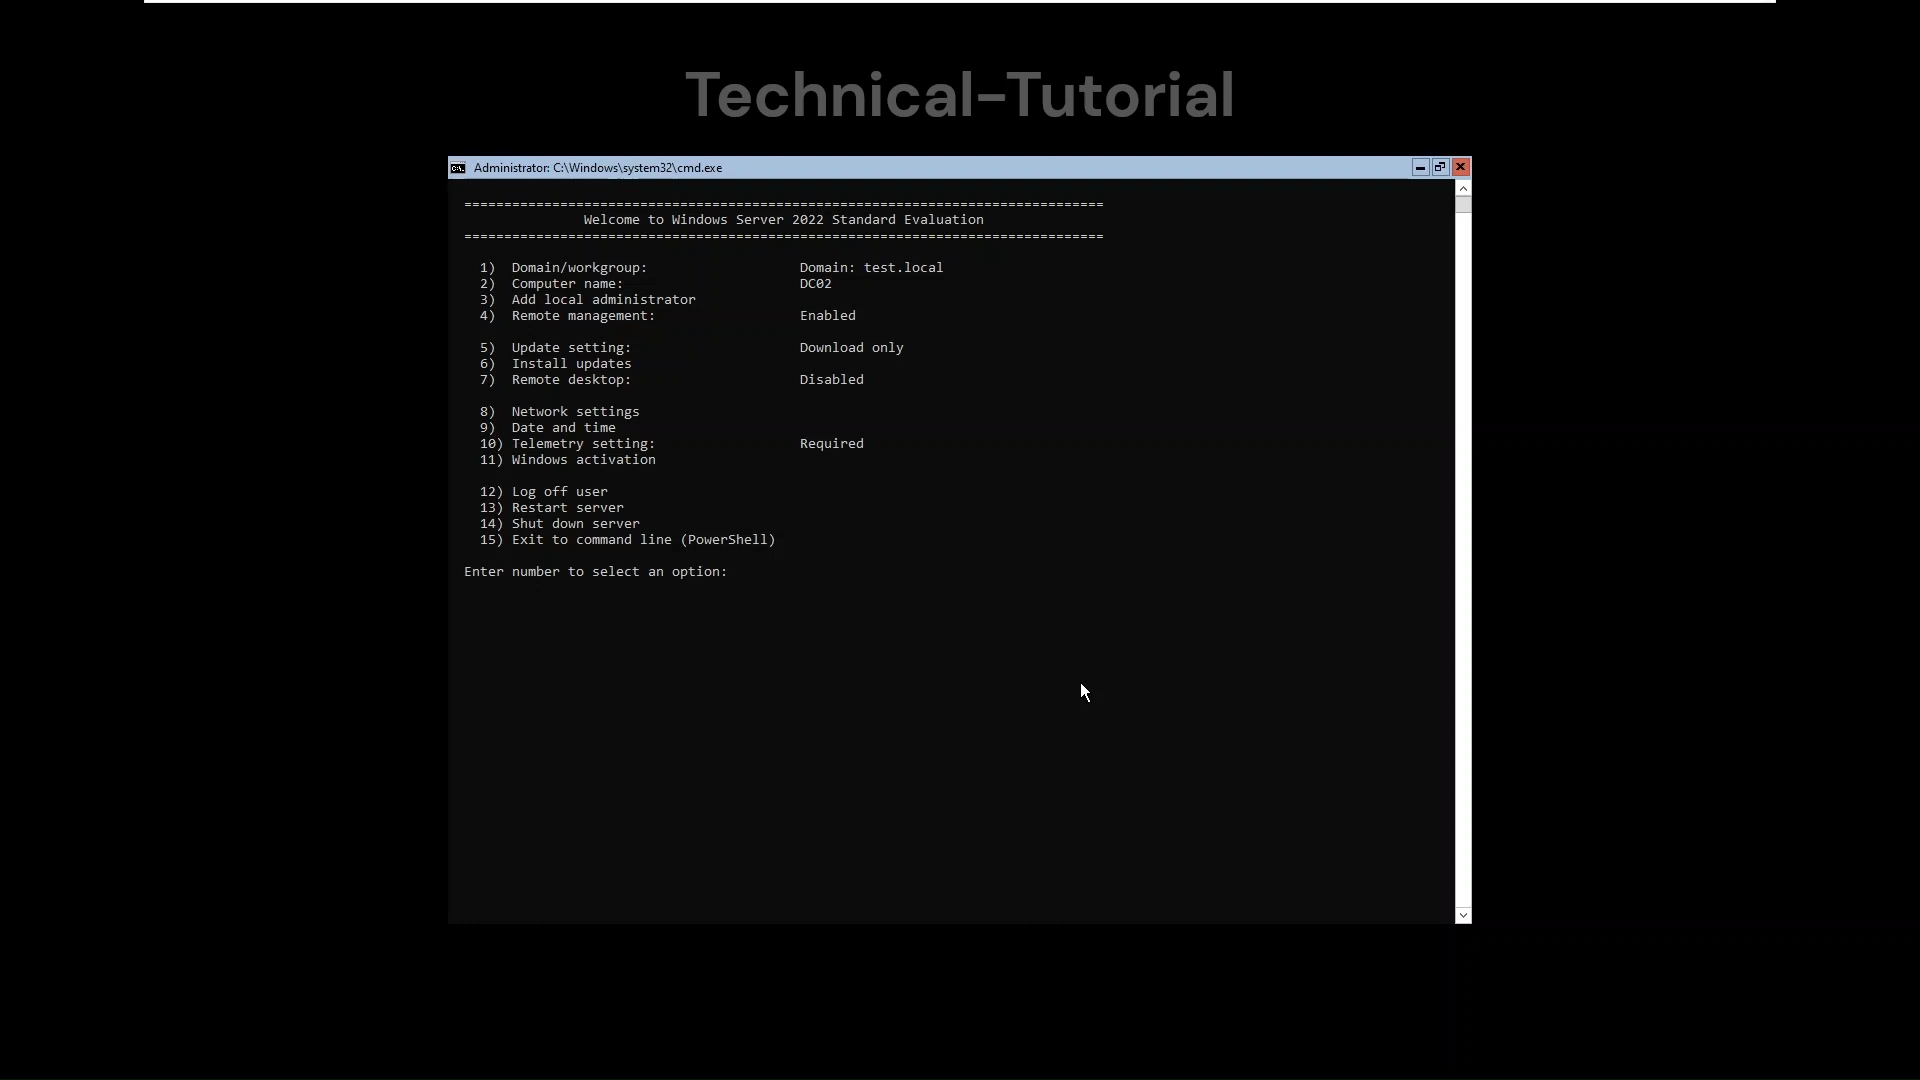 Technical-Tutorial
Administrator: C:\Windows\system32\cmd.exe
================================================================================
Welcome to Windows Server 2022 Standard Evaluation
================================================================================
1) Domain/workgroup: Domain: test.local
2) Computer name: DC02
3) Add local administrator
4) Remote management: Enabled
5) Update setting: Download only
6) Install updates
7) Remote desktop: Disabled
8) Network settings
9) Date and time
10) Telemetry setting: Required
11) Windows activation
12) Log off user
13) Restart server
14) Shut down server
15) Exit to command line (PowerShell)
Enter number to select an option: